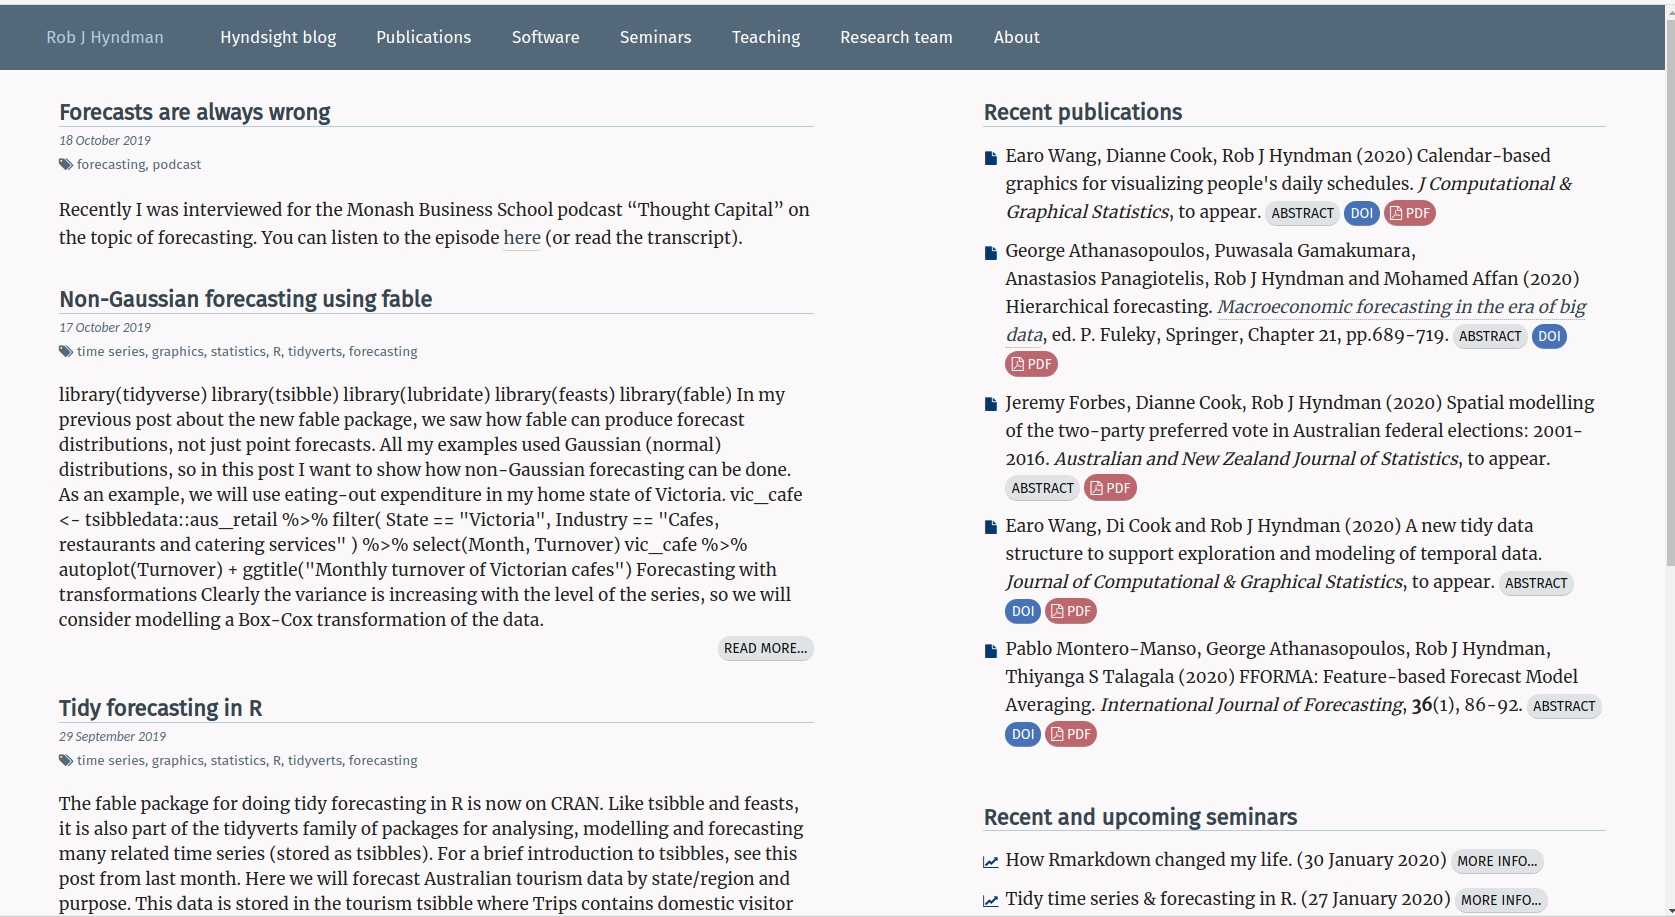 Rob J Hyndman Hyndsight blog Publications Software Seminars Teaching Research team About
Forecasts are always wrong
18 October 2019
forecasting, podcast
Recently I was interviewed for the Monash Business School podcast “Thought Capital” on
the topic of forecasting. You can listen to the episode here (or read the transcript).
Non-Gaussian forecasting using fable
17 October 2019
time series, graphics, statistics, R, tidyverts, forecasting
library(tidyverse) library(tsibble) library(lubridate) library(feasts) library(fable) In my
previous post about the new fable package, we saw how fable can produce forecast
distributions, not just point forecasts. All my examples used Gaussian (normal)
distributions, so in this post I want to show how non-Gaussian forecasting can be done.
As an example, we will use eating-out expenditure in my home state of Victoria. vic_cafe
<- tsibbledata::aus_retail %>% filter( State == "Victoria", Industry == "Cafes,
restaurants and catering services" ) %>% select(Month, Turnover) vic_cafe %>%
autoplot(Turnover) + ggtitle("Monthly turnover of Victorian cafes") Forecasting with
transformations Clearly the variance is increasing with the level of the series, so we will
consider modelling a Box-Cox transformation of the data.
READ MORE...
Tidy forecasting in R
29 September 2019
time series, graphics, statistics, R, tidyverts, forecasting
The fable package for doing tidy forecasting in R is now on CRAN. Like tsibble and feasts,
it is also part of the tidyverts family of packages for analysing, modelling and forecasting
many related time series (stored as tsibbles). For a brief introduction to tsibbles, see this
post from last month. Here we will forecast Australian tourism data by state/region and
purpose. This data is stored in the tourism tsibble where Trips contains domestic visitor
Recent publications
Earo Wang, Dianne Cook, Rob J Hyndman (2020) Calendar-based
graphics for visualizing people's daily schedules. J Computational &
Graphical Statistics, to appear. ABSTRACT DOI PDF
George Athanasopoulos, Puwasala Gamakumara,
Anastasios Panagiotelis, Rob J Hyndman and Mohamed Affan (2020)
Hierarchical forecasting. Macroeconomic forecasting in the era of big
data, ed. P. Fuleky, Springer, Chapter 21, pp.689-719. ABSTRACT DOI
PDF
Jeremy Forbes, Dianne Cook, Rob J Hyndman (2020) Spatial modelling
of the two-party preferred vote in Australian federal elections: 2001-
2016. Australian and New Zealand Journal of Statistics, to appear.
ABSTRACT PDF
Earo Wang, Di Cook and Rob J Hyndman (2020) A new tidy data
structure to support exploration and modeling of temporal data.
Journal of Computational & Graphical Statistics, to appear. ABSTRACT
DOI PDF
Pablo Montero-Manso, George Athanasopoulos, Rob J Hyndman,
Thiyanga S Talagala (2020) FFORMA: Feature-based Forecast Model
Averaging. International Journal of Forecasting, 36(1), 86-92. ABSTRACT
DOI PDF
Recent and upcoming seminars
How Rmarkdown changed my life. (30 January 2020) MORE INFO...
Tidy time series & forecasting in R. (27 January 2020) MORE INFO...